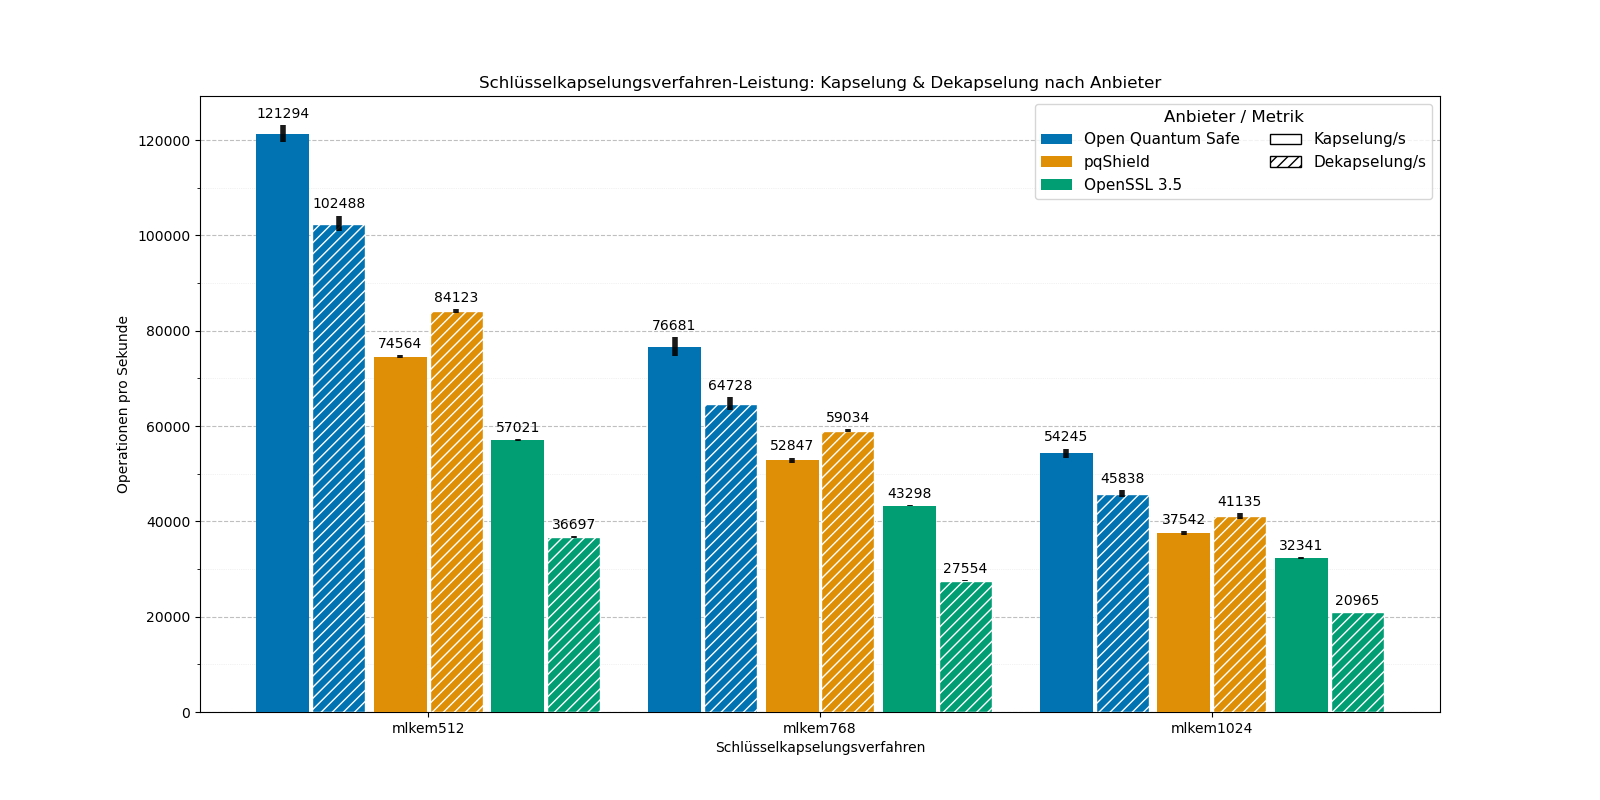 Schlüsselkapselungsverfahren-Leistung: Kapselung & Dekapselung nach Anbieter
Anbieter / Metrik
Open Quantum Safe
pqShield
OpenSSL 3.5
Kapselung/s
Dekapselung/s
Operationen pro Sekunde
120000
100000
80000
60000
40000
20000
0
121294
102488
74564
84123
57021
36697
76681
64728
52847
59034
43298
27554
54245
45838
37542
41135
32341
20965
mlkem512
mlkem768
mlkem1024
Schlüsselkapselungsverfahren